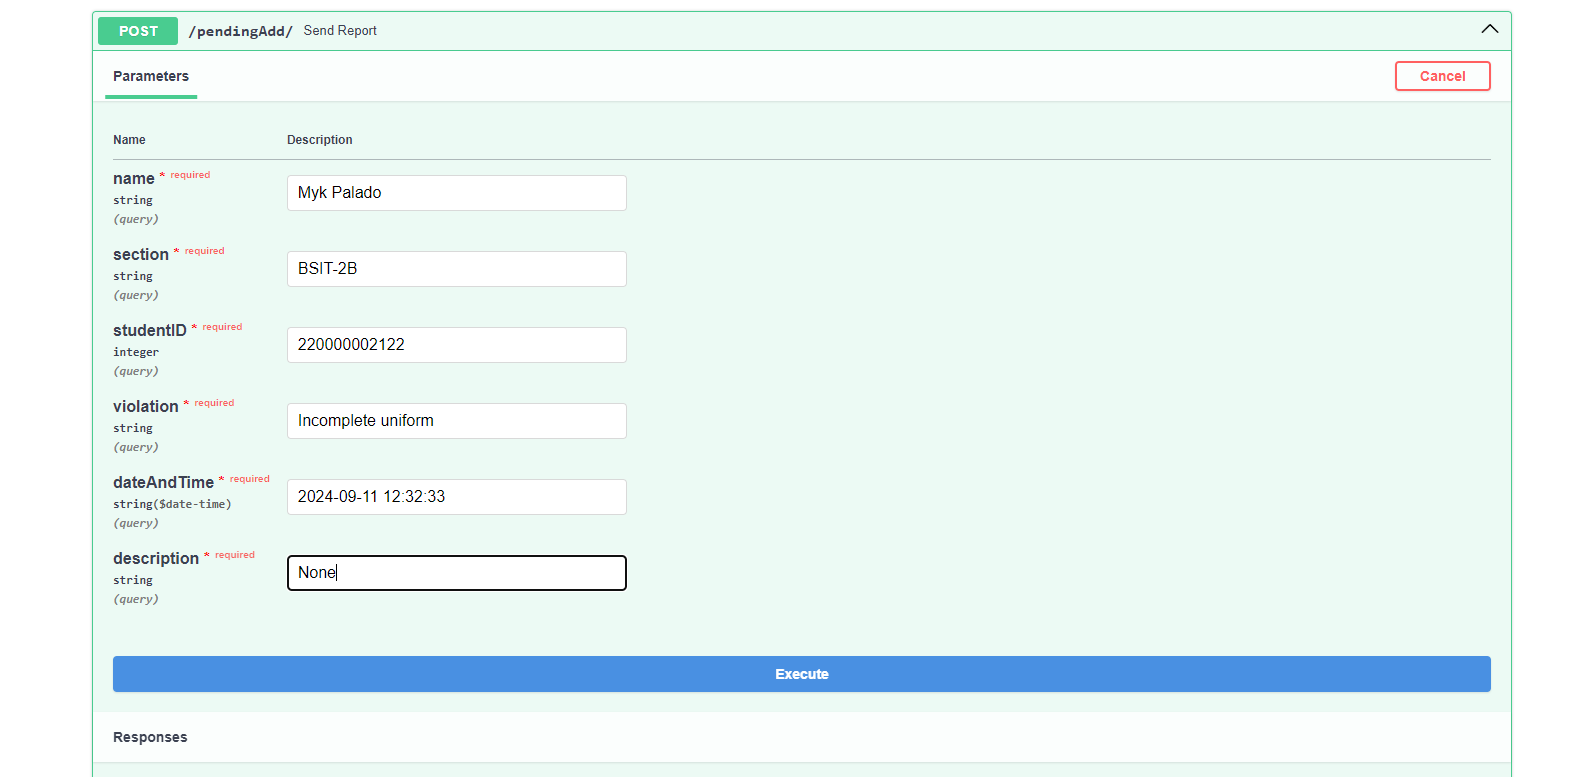 POST /pendingAdd/ Send Report
Parameters
Cancel
Name Description
name * required
string
(query)
Myk Palado
section * required
string
(query)
BSIT-2B
studentID * required
integer
(query)
220000002122
violation * required
string
(query)
Incomplete uniform
dateAndTime * required
string($date-time)
(query)
2024-09-11 12:32:33
description * required
string
(query)
None
Execute
Responses